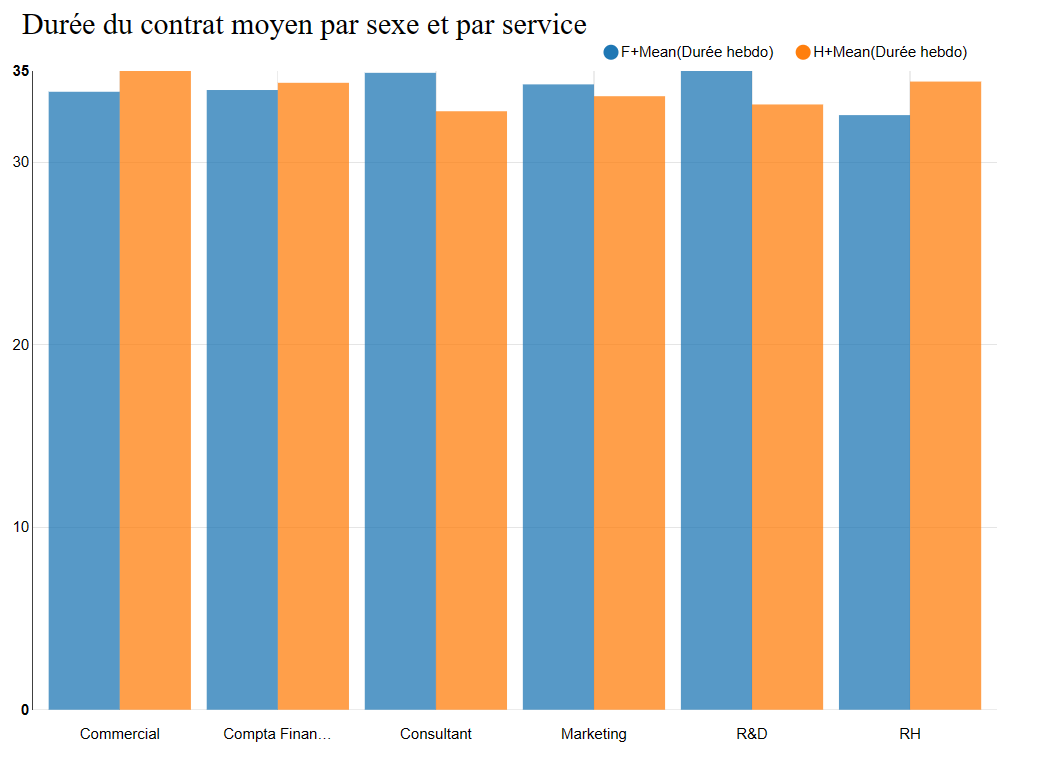 Durée du contrat moyen par sexe et par service
F+Mean(Durée hebdo) H+Mean(Durée hebdo)
35
30
20
10
0
Commercial Compta Finan… Consultant Marketing R&D RH